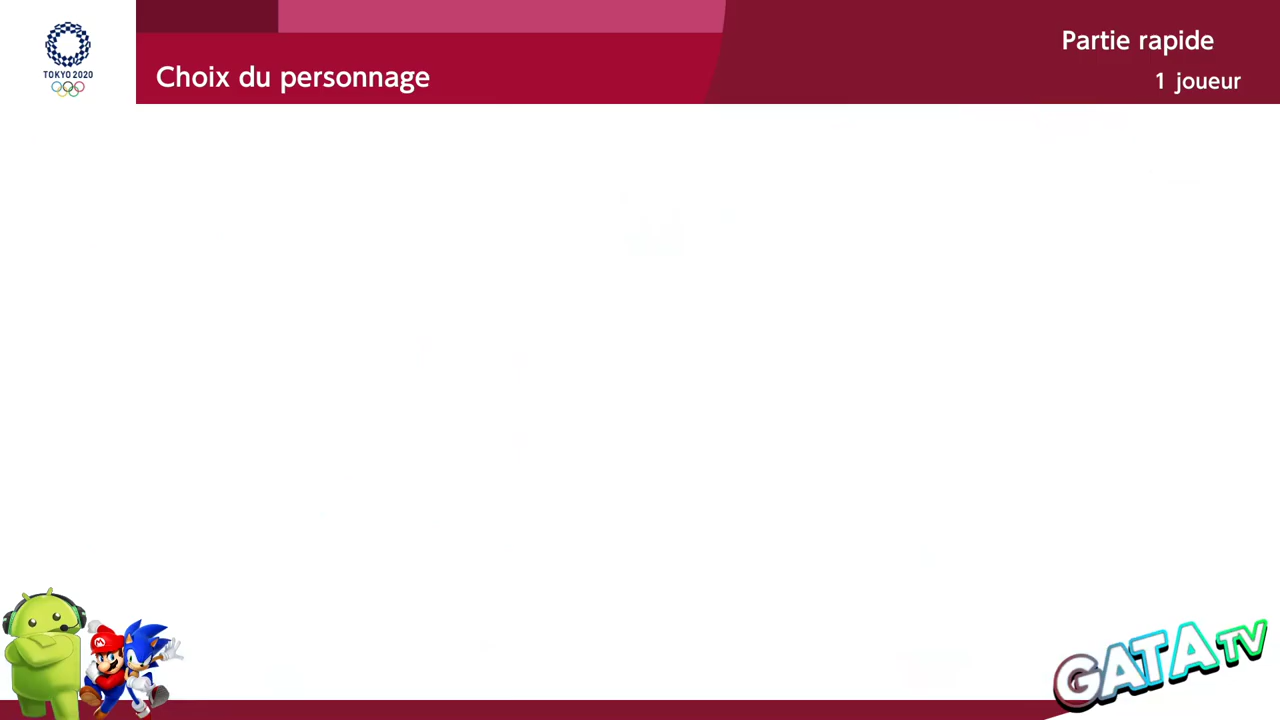 TOKYO 2020
Choix du personnage
Partie rapide
1 joueur
M
GATA TV